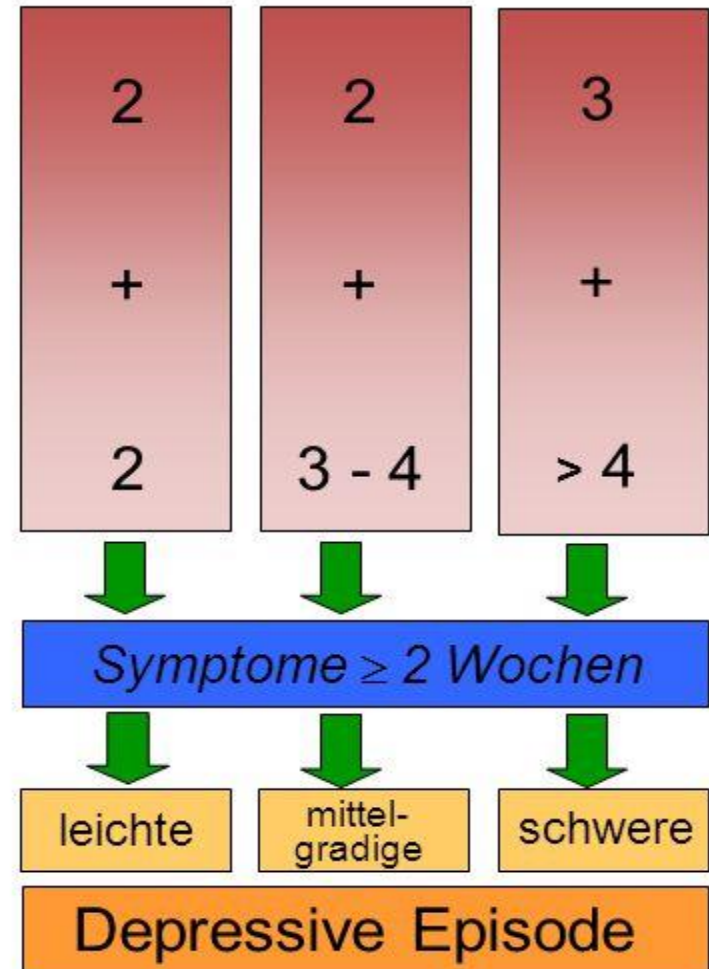 2 2 3
+ + +
2 3 - 4 > 4
Symptome ≥ 2 Wochen
leichte
mittel-
gradige
schwere
Depressive Episode